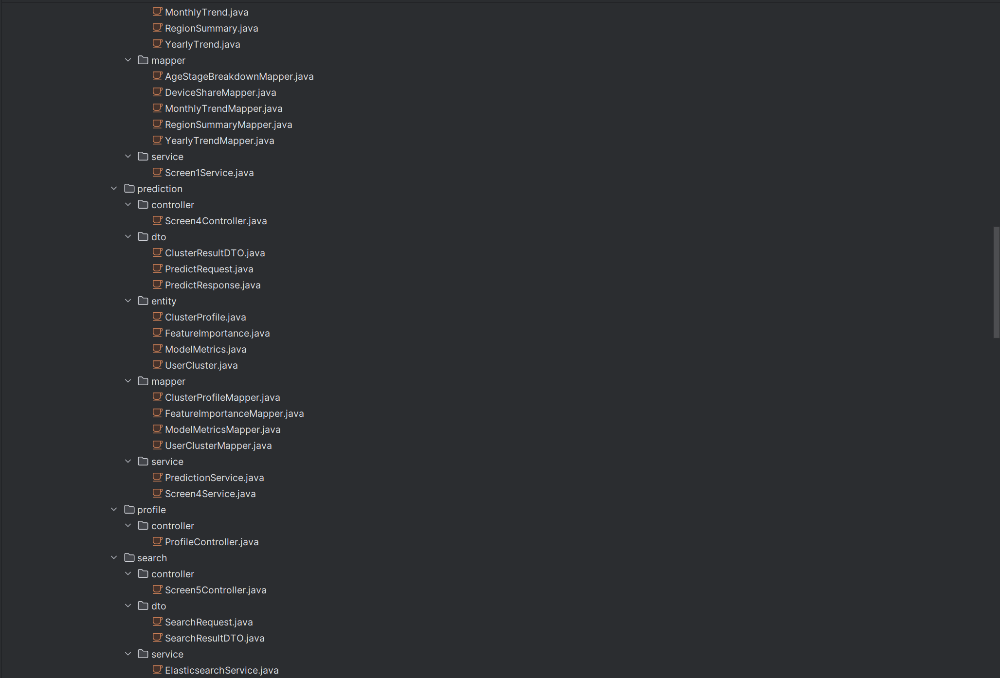 MonthlyTrend.java
RegionSummary.java
YearlyTrend.java
mapper
AgeStageBreakdownMapper.java
DeviceShareMapper.java
MonthlyTrendMapper.java
RegionSummaryMapper.java
YearlyTrendMapper.java
service
Screen1Service.java
prediction
controller
Screen4Controller.java
dto
ClusterResultDTO.java
PredictRequest.java
PredictResponse.java
entity
ClusterProfile.java
FeatureImportance.java
ModelMetrics.java
UserCluster.java
mapper
ClusterProfileMapper.java
FeatureImportanceMapper.java
ModelMetricsMapper.java
UserClusterMapper.java
service
PredictionService.java
Screen4Service.java
profile
controller
ProfileController.java
search
controller
Screen5Controller.java
dto
SearchRequest.java
SearchResultDTO.java
service
ElasticsearchService.java